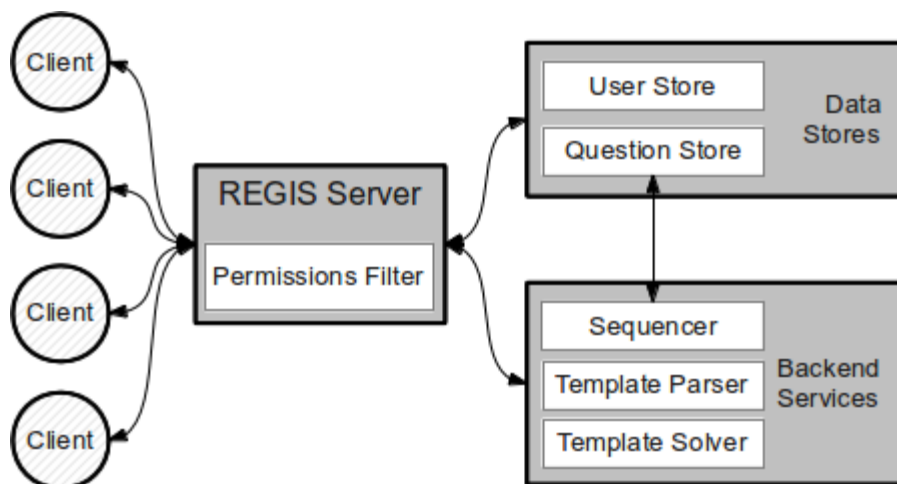 Client
Client
Client
Client
REGIS Server
Permissions Filter
User Store
Question Store
Data
Stores
Sequencer
Template Parser
Template Solver
Backend
Services